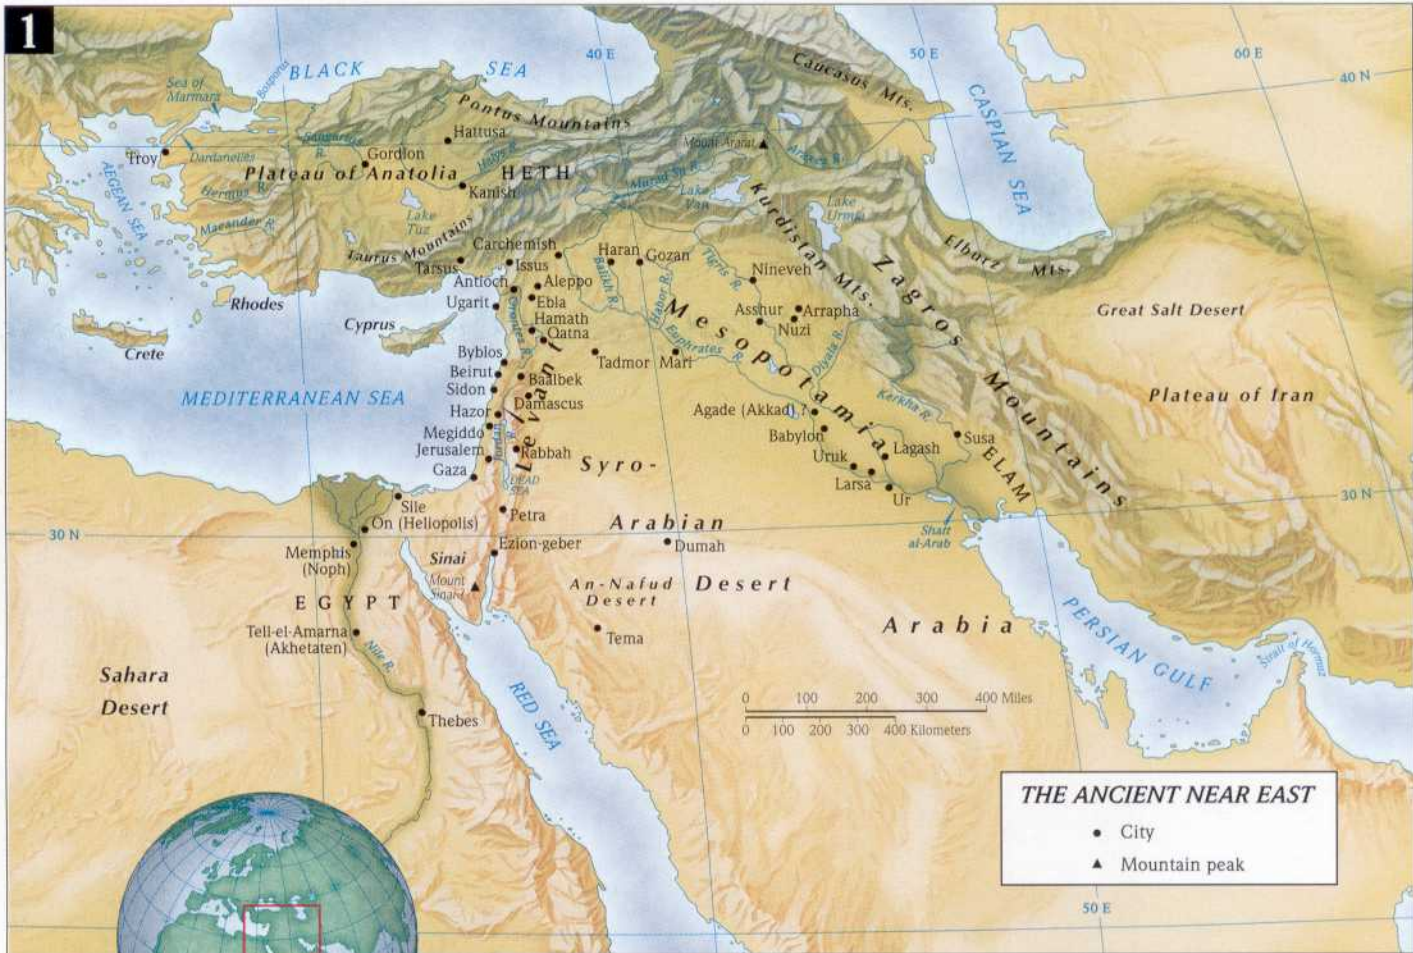 1
BLACK SEA
40 E
50 E
60 E
40 N
Caucasus Mts.
CASPIAN SEA
Sea of
Marmara
Bosporus
Pontus Mountains
Hattusa
Sangarius
R.
Mount Ararat
Araxes R.
Troy
Dardanelles
Gordion
Plateau of Anatolia
Halys R.
HETH
Murad Su R.
AEGEAN SEA
Hermus R.
Kanish
Lake
Van
Kurdistan Mts.
Lake
Urmia
Maeander R.
Lake
Tuz
Taurus Mountains
Elburz Mts.
Zagros Mountains
Carchemish
Haran
Gozan
Tigris R.
Tarsus
Issus
Nineveh
Antioch
Aleppo
Balikh R.
Habor R.
Rhodes
Ugarit
Ebla
Orontes R.
Mesopotamia
Asshur
Arrapha
Great Salt Desert
Cyprus
Hamath
Nuzi
Crete
Qatna
Euphrates R.
Diyala R.
Byblos
Levant
Tadmor
Mari
Beirut
Baalbek
MEDITERRANEAN SEA
Sidon
Damascus
Kerkha R.
Plateau of Iran
Hazor
Agade (Akkad) ?
Megiddo
Jordan R.
Babylon
Susa
Jerusalem
Rabbah
Uruk
Lagash
ELAM
Gaza
Syro-
Larsa
DEAD
SEA
Ur
30 N
Sile
Petra
Arabian
Shatt
al-Arab
On (Heliopolis)
30 N
Memphis
(Noph)
Sinai
Ezion-geber
Dumah
Mount
Sinai
An-Nafud
Desert
Desert
EGYPT
PERSIAN GULF
Tell-el-Amarna
(Akhetaten)
Tema
Arabia
Strait of Hormuz
Nile R.
Sahara
Desert
RED SEA
0 100 200 300 400 Miles
Thebes
0 100 200 300 400 Kilometers
THE ANCIENT NEAR EAST
City
Mountain peak
50 E